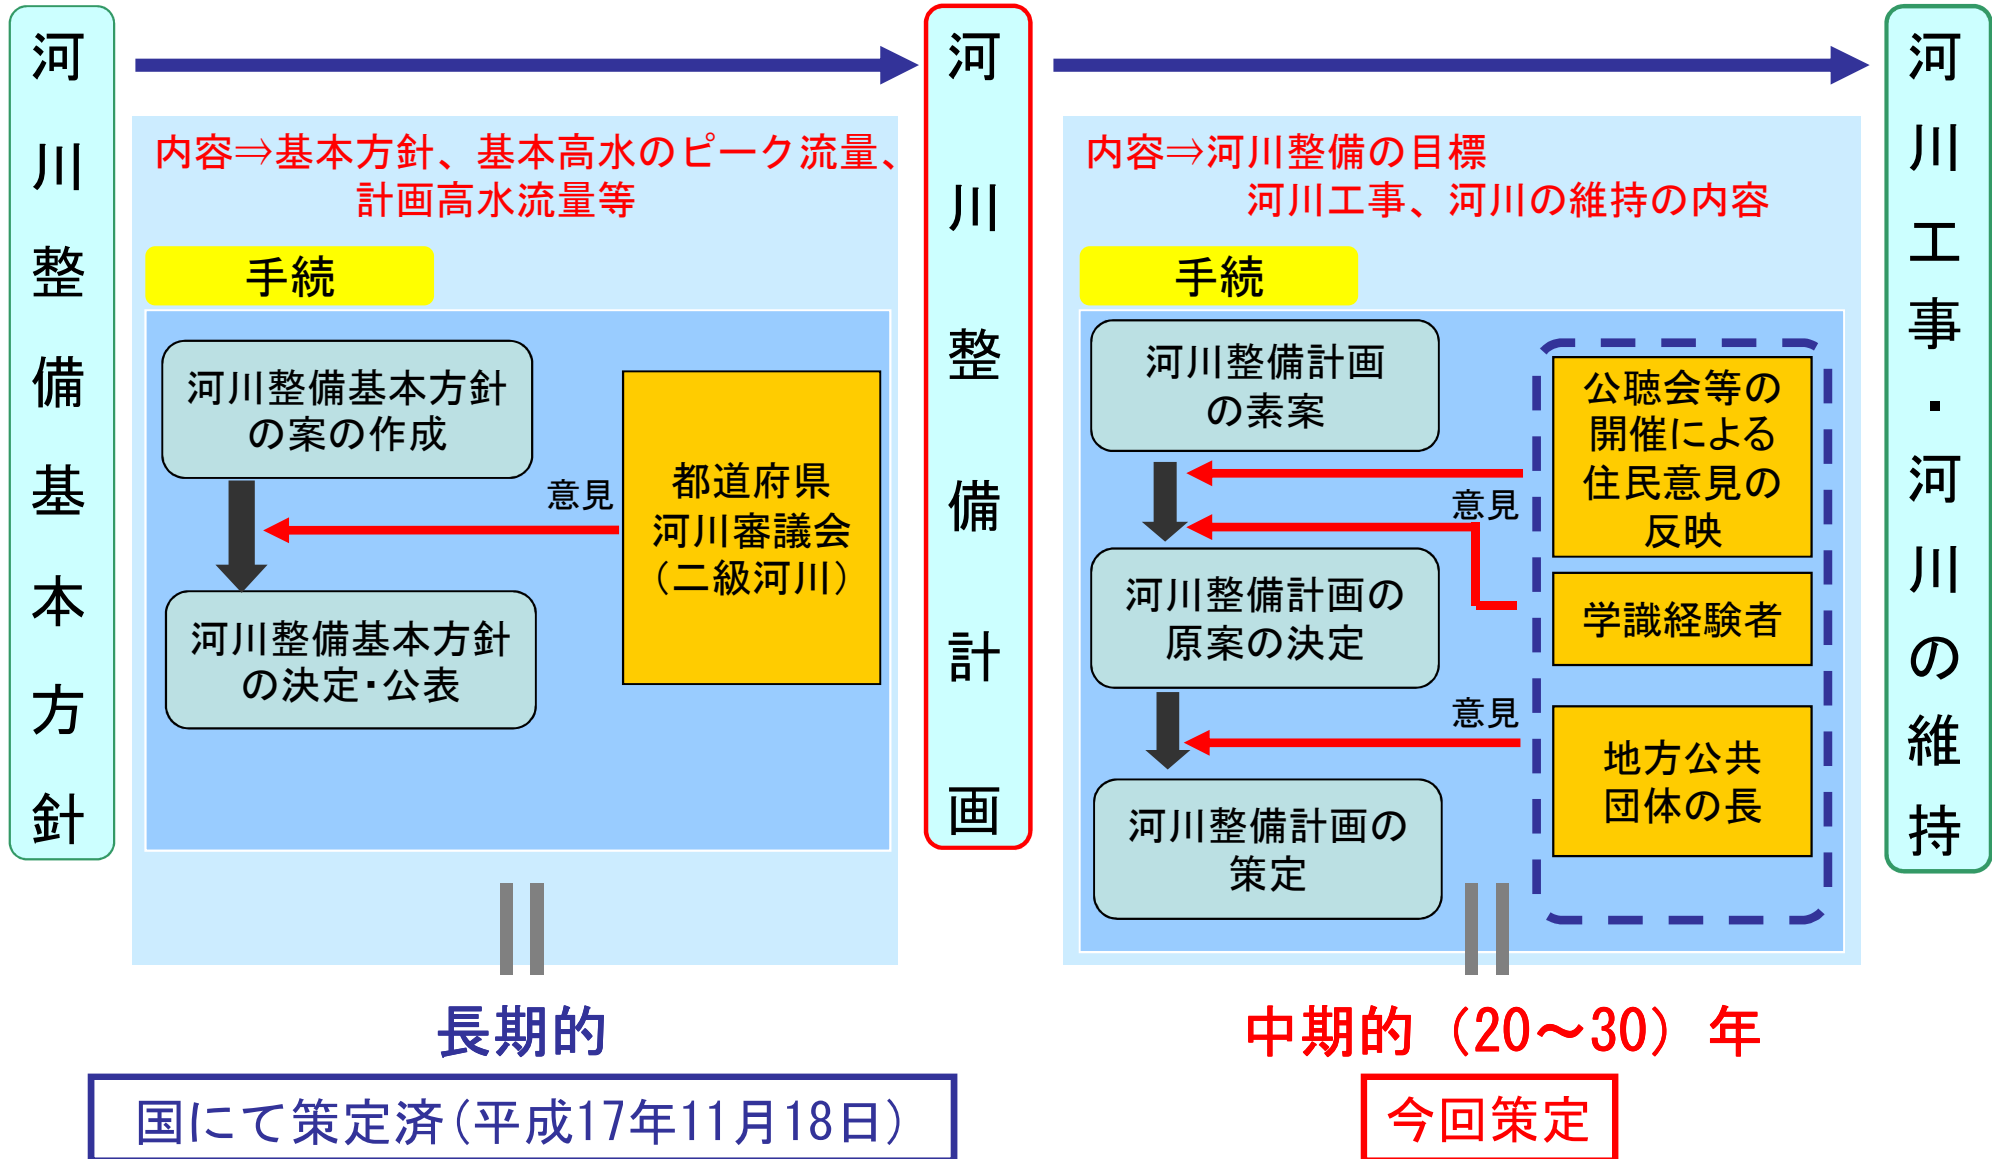 河川整備基本方針
内容⇒基本方針、基本高水のピーク流量、
計画高水流量等
手続
河川整備基本方針
の案の作成
意見
都道府県
河川審議会
（二級河川）
河川整備基本方針
の決定・公表
長期的
国にて策定済（平成17年11月18日）
河川整備計画
内容⇒河川整備の目標
河川工事、河川の維持の内容
手続
河川整備計画
の素案
意見
公聴会等の
開催による
住民意見の
反映
学識経験者
河川整備計画の
原案の決定
意見
地方公共
団体の長
河川整備計画の
策定
中期的（20～30）年
今回策定
河川工事・河川の維持